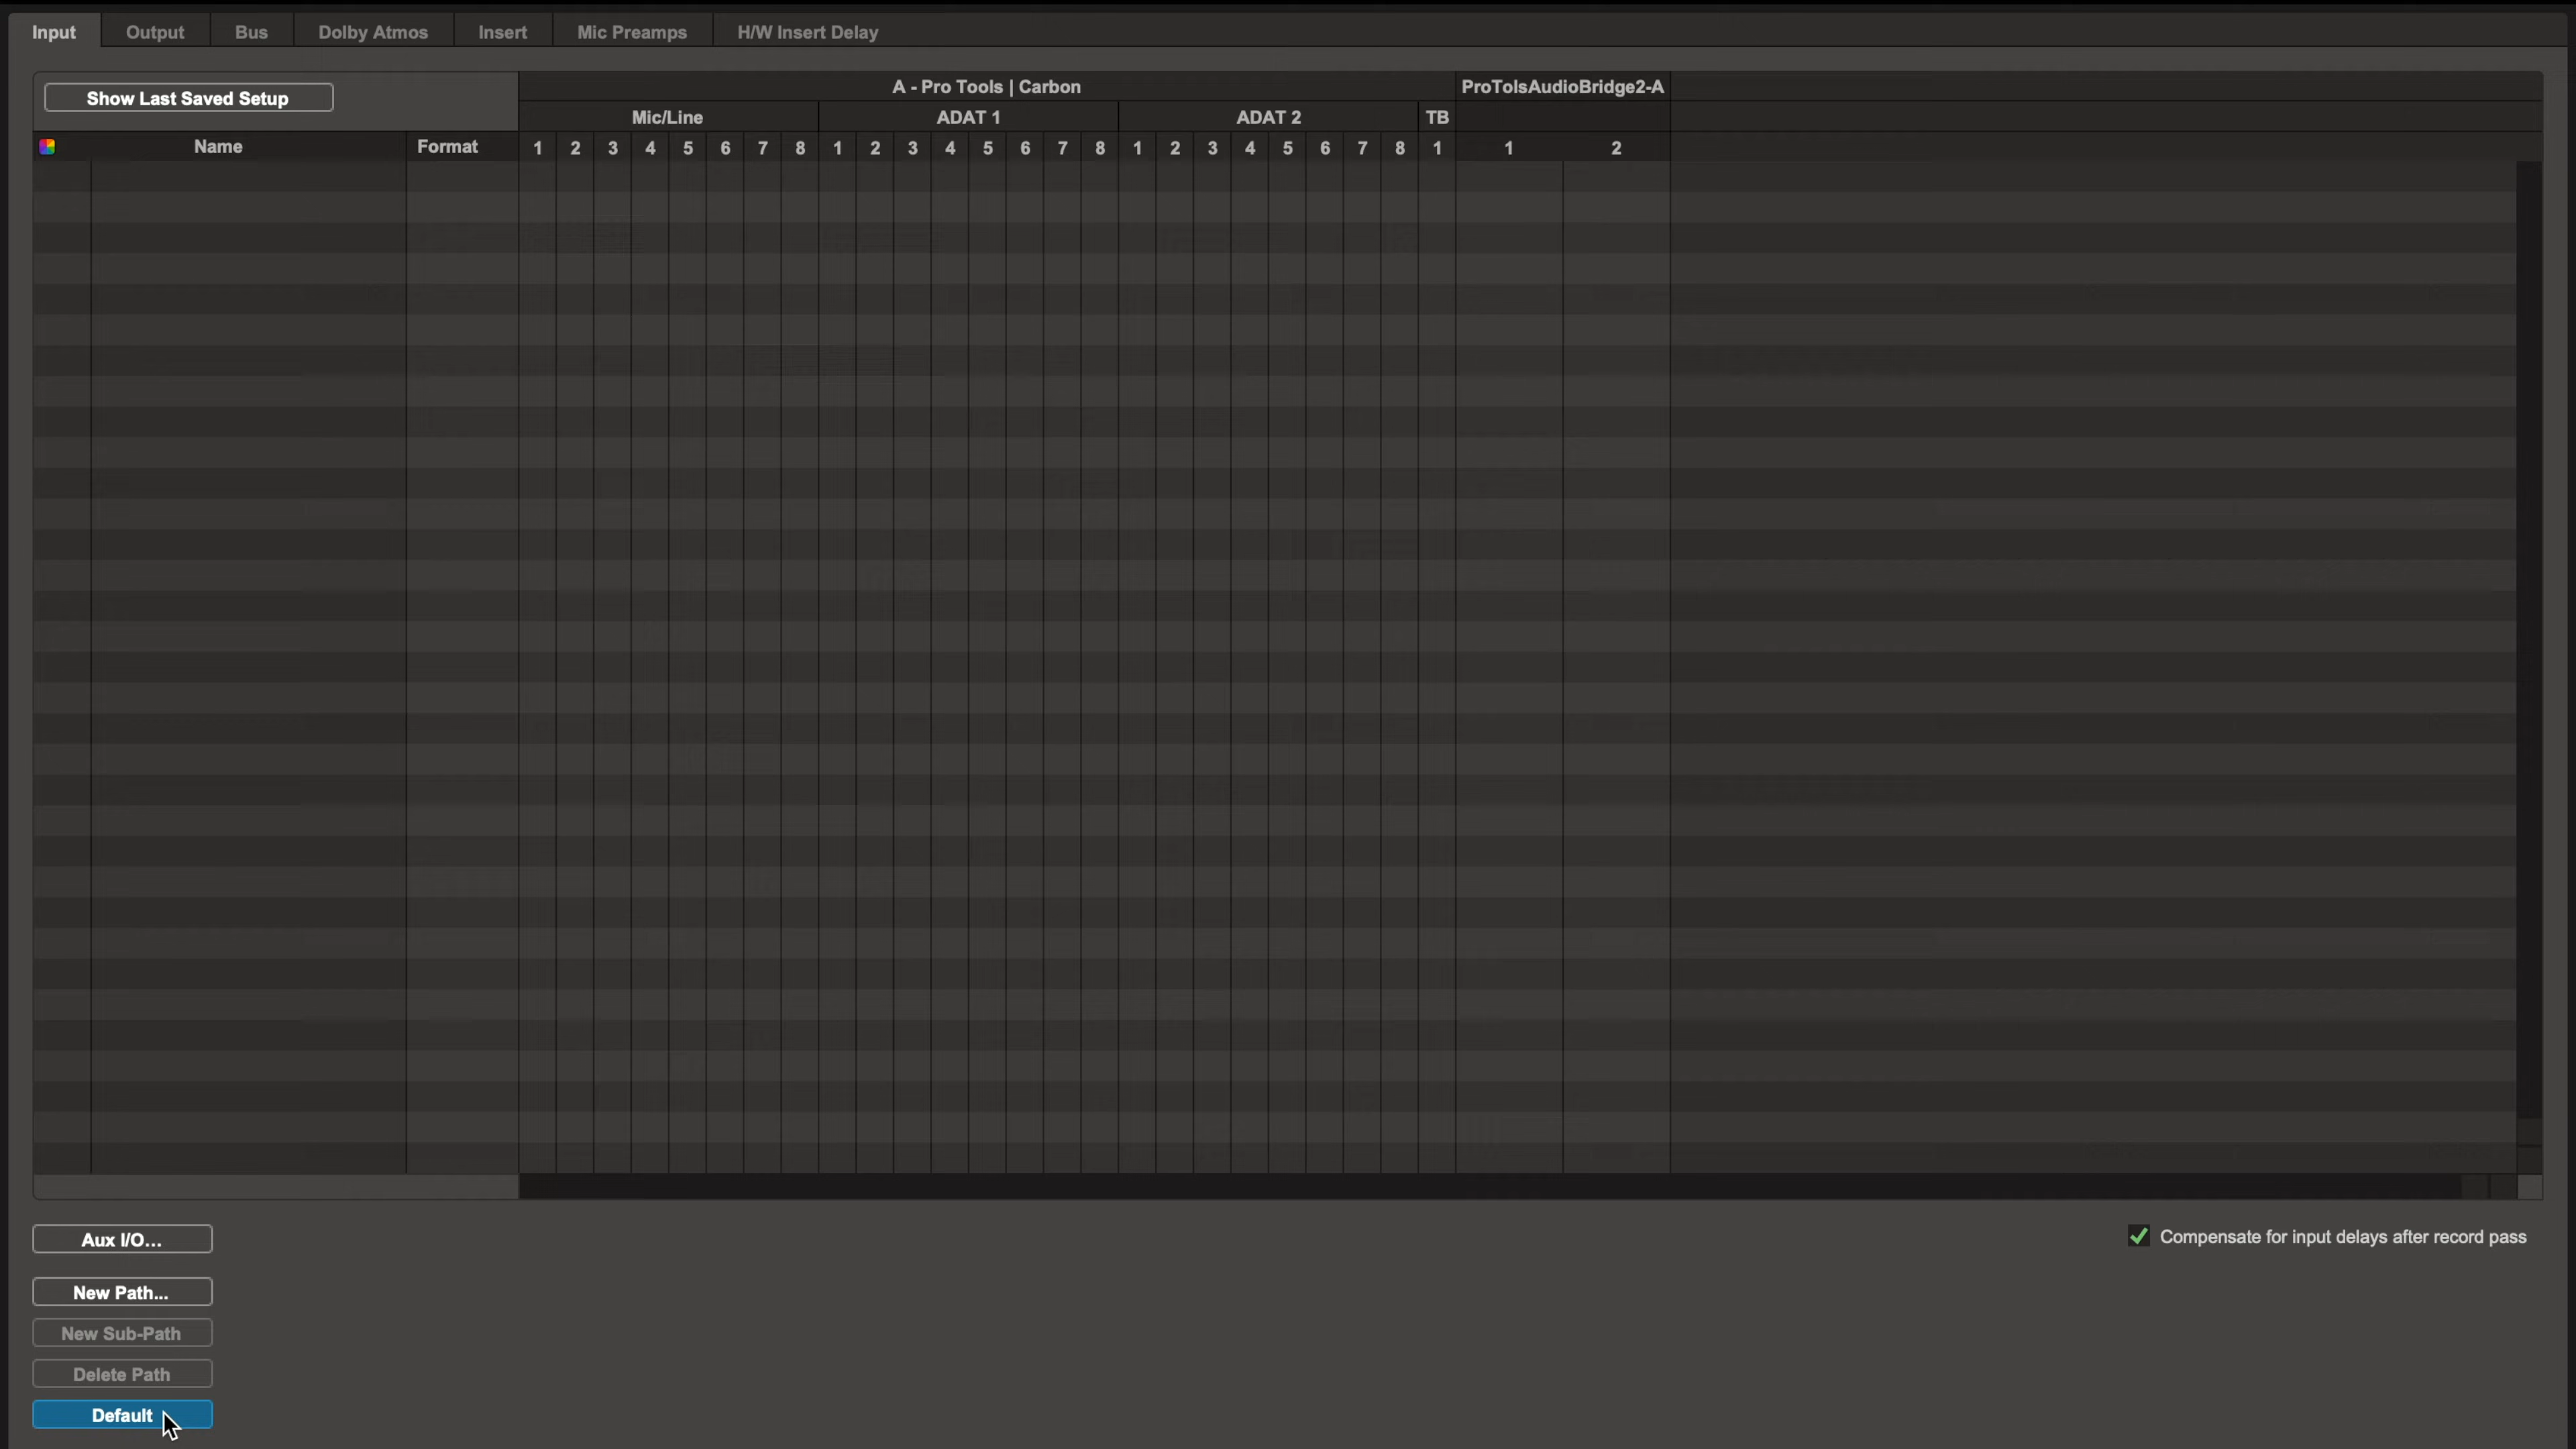 Input Output Bus Dolby Atmos Insert Mic Preamps H/W Insert Delay
Show Last Saved Setup
A - Pro Tools | Carbon ProTolsAudioBridge2-A
Mic/Line ADAT 1 ADAT 2 TB
Name Format 1 2 3 4 5 6 7 8 1 2 3 4 5 6 7 8 1 2 3 4 5 6 7 8 1 1 2
Aux I/O...
Compensate for input delays after record pass
New Path...
New Sub-Path
Delete Path
Default